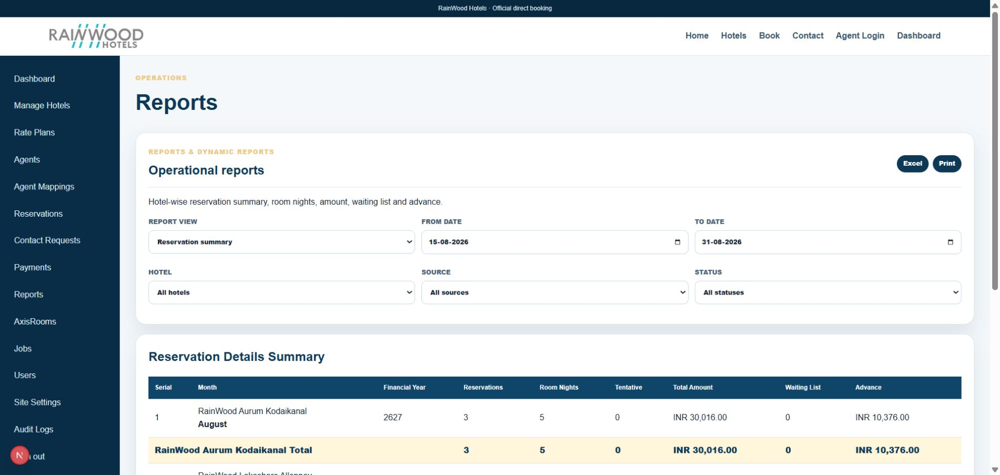 RainWood Hotels · Official direct booking
RAINWOOD
HOTELS
Home Hotels Book Contact Agent Login Dashboard
Dashboard
Manage Hotels
Rate Plans
Agents
Agent Mappings
Reservations
Contact Requests
Payments
Reports
AxisRooms
Jobs
Users
Site Settings
Audit Logs
N
out
OPERATIONS
Reports
REPORTS & DYNAMIC REPORTS
Operational reports
Excel Print
Hotel-wise reservation summary, room nights, amount, waiting list and advance.
REPORT VIEW FROM DATE TO DATE
Reservation summary 15-08-2026 31-08-2026
HOTEL SOURCE STATUS
All hotels All sources All statuses
Reservation Details Summary
Serial Month Financial Year Reservations Room Nights Tentative Total Amount Waiting List Advance
1 RainWood Aurum Kodaikanal 2627 3 5 0 INR 30,016.00 0 INR 10,376.00
August
RainWood Aurum Kodaikanal Total 3 5 0 INR 30,016.00 0 INR 10,376.00